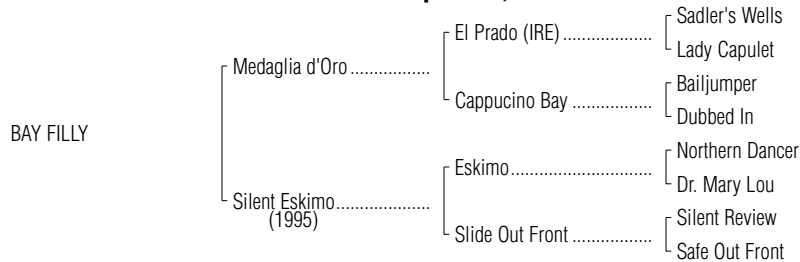 Sadler's Wells
El Prado (IRE) ....................
Lady Capulet
Medaglia d'Oro .................
Bailjumper
Cappucino Bay .................
Dubbed In
BAY FILLY
Northern Dancer
Eskimo..............................
Dr. Mary Lou
Silent Eskimo....................
(1995)
Silent Review
Slide Out Front .................
Safe Out Front